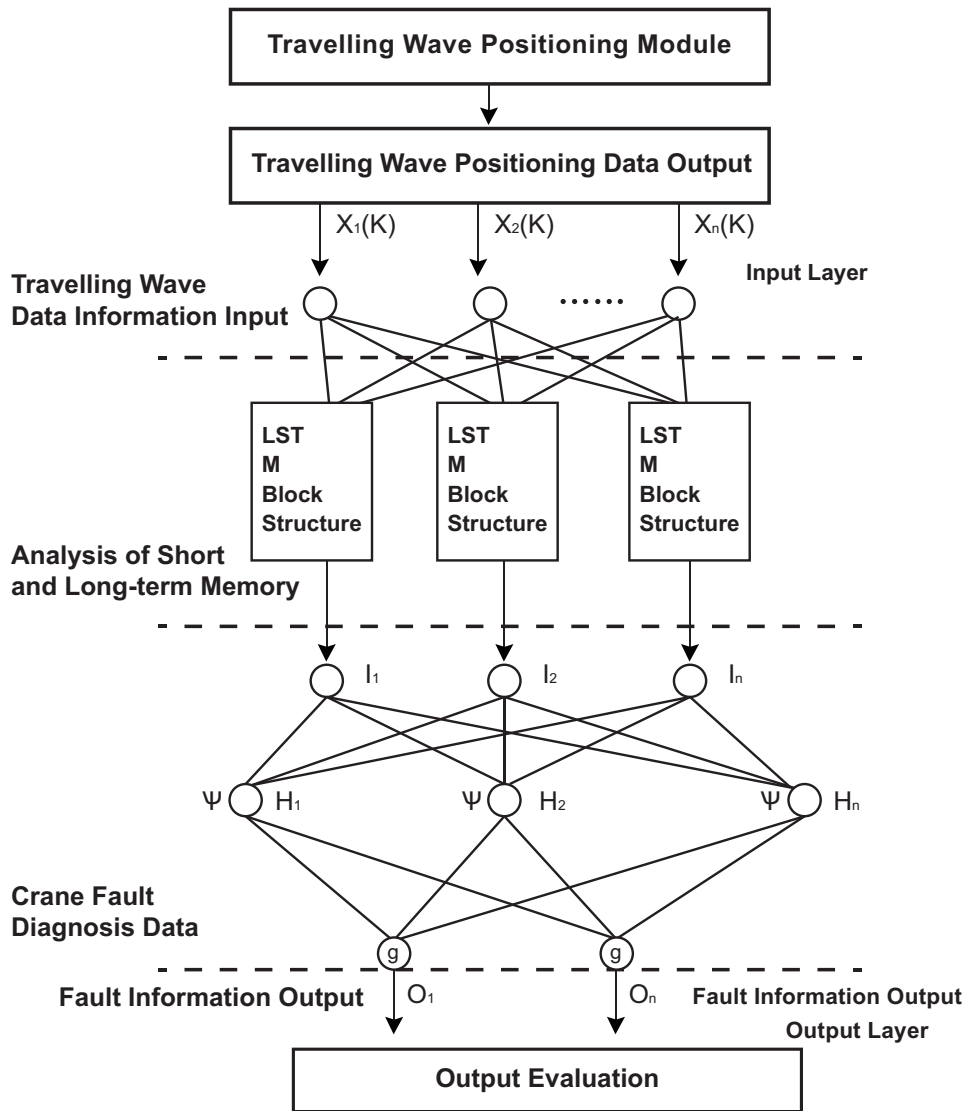 Travelling Wave Positioning Module
Travelling Wave Positioning Data Output
X₁(K) X₂(K) Xₙ(K)
Input Layer
Travelling Wave
Data Information Input
......
LST
M
Block
Structure
LST
M
Block
Structure
LST
M
Block
Structure
Analysis of Short
and Long-term Memory
I₁ I₂ Iₙ
Ψ H₁ Ψ H₂ Ψ Hₙ
Crane Fault
Diagnosis Data
g g
Fault Information Output O₁ Oₙ Fault Information Output
Output Layer
Output Evaluation